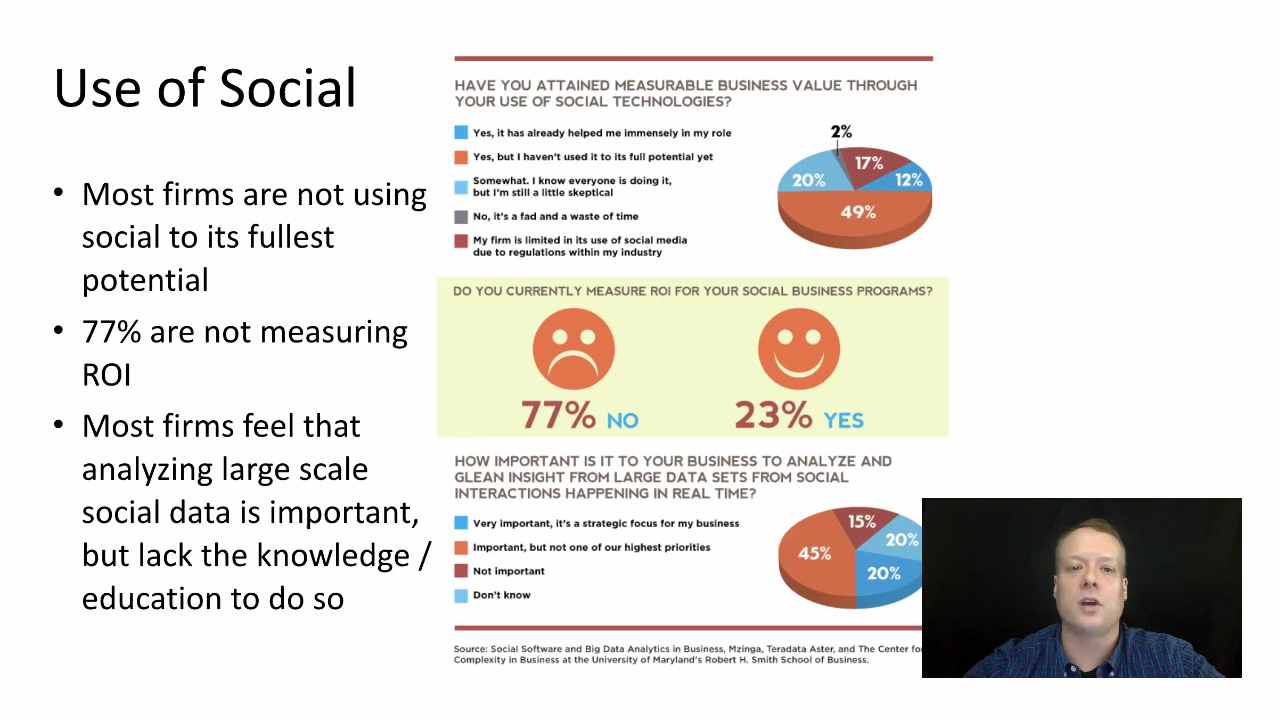 Use of Social
• Most firms are not using
social to its fullest
potential
• 77% are not measuring
ROI
• Most firms feel that
analyzing large scale
social data is important,
but lack the knowledge /
education to do so
HAVE YOU ATTAINED MEASURABLE BUSINESS VALUE THROUGH
YOUR USE OF SOCIAL TECHNOLOGIES?
Yes, it has already helped me immensely in my role
Yes, but I haven't used it to its full potential yet
Somewhat. I know everyone is doing it,
but I'm still a little skeptical
No, it's a fad and a waste of time
My firm is limited in its use of social media
due to regulations within my industry
2%
17%
20%
12%
49%
DO YOU CURRENTLY MEASURE ROI FOR YOUR SOCIAL BUSINESS PROGRAMS?
77% NO
23% YES
HOW IMPORTANT IS IT TO YOUR BUSINESS TO ANALYZE AND
GLEAN INSIGHT FROM LARGE DATA SETS FROM SOCIAL
INTERACTIONS HAPPENING IN REAL TIME?
Very important, it's a strategic focus for my business
Important, but not one of our highest priorities
Not important
Don't know
15%
20%
45%
20%
Source: Social Software and Big Data Analytics in Business, Mzinga, Teradata Aster, and The Center for
Complexity in Business at the University of Maryland's Robert H. Smith School of Business.